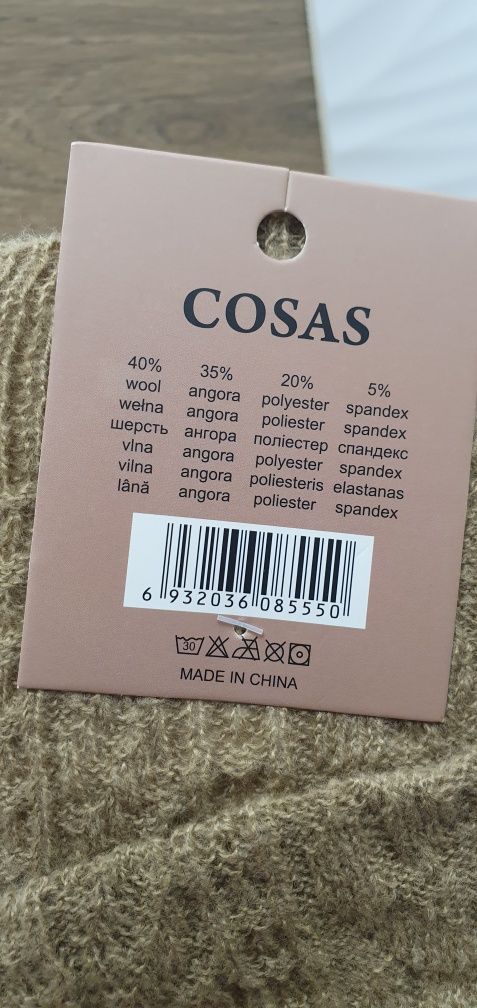 COSAS
40% 35% 20% 5%
wool angora polyester spandex
wełna angora poliester spandex
шерсть ангора поліестер спандекс
vlna angora polyester spandex
vilna angora poliesteris elastanas
lână angora poliester spandex
6 932036 085550
30
MADE IN CHINA